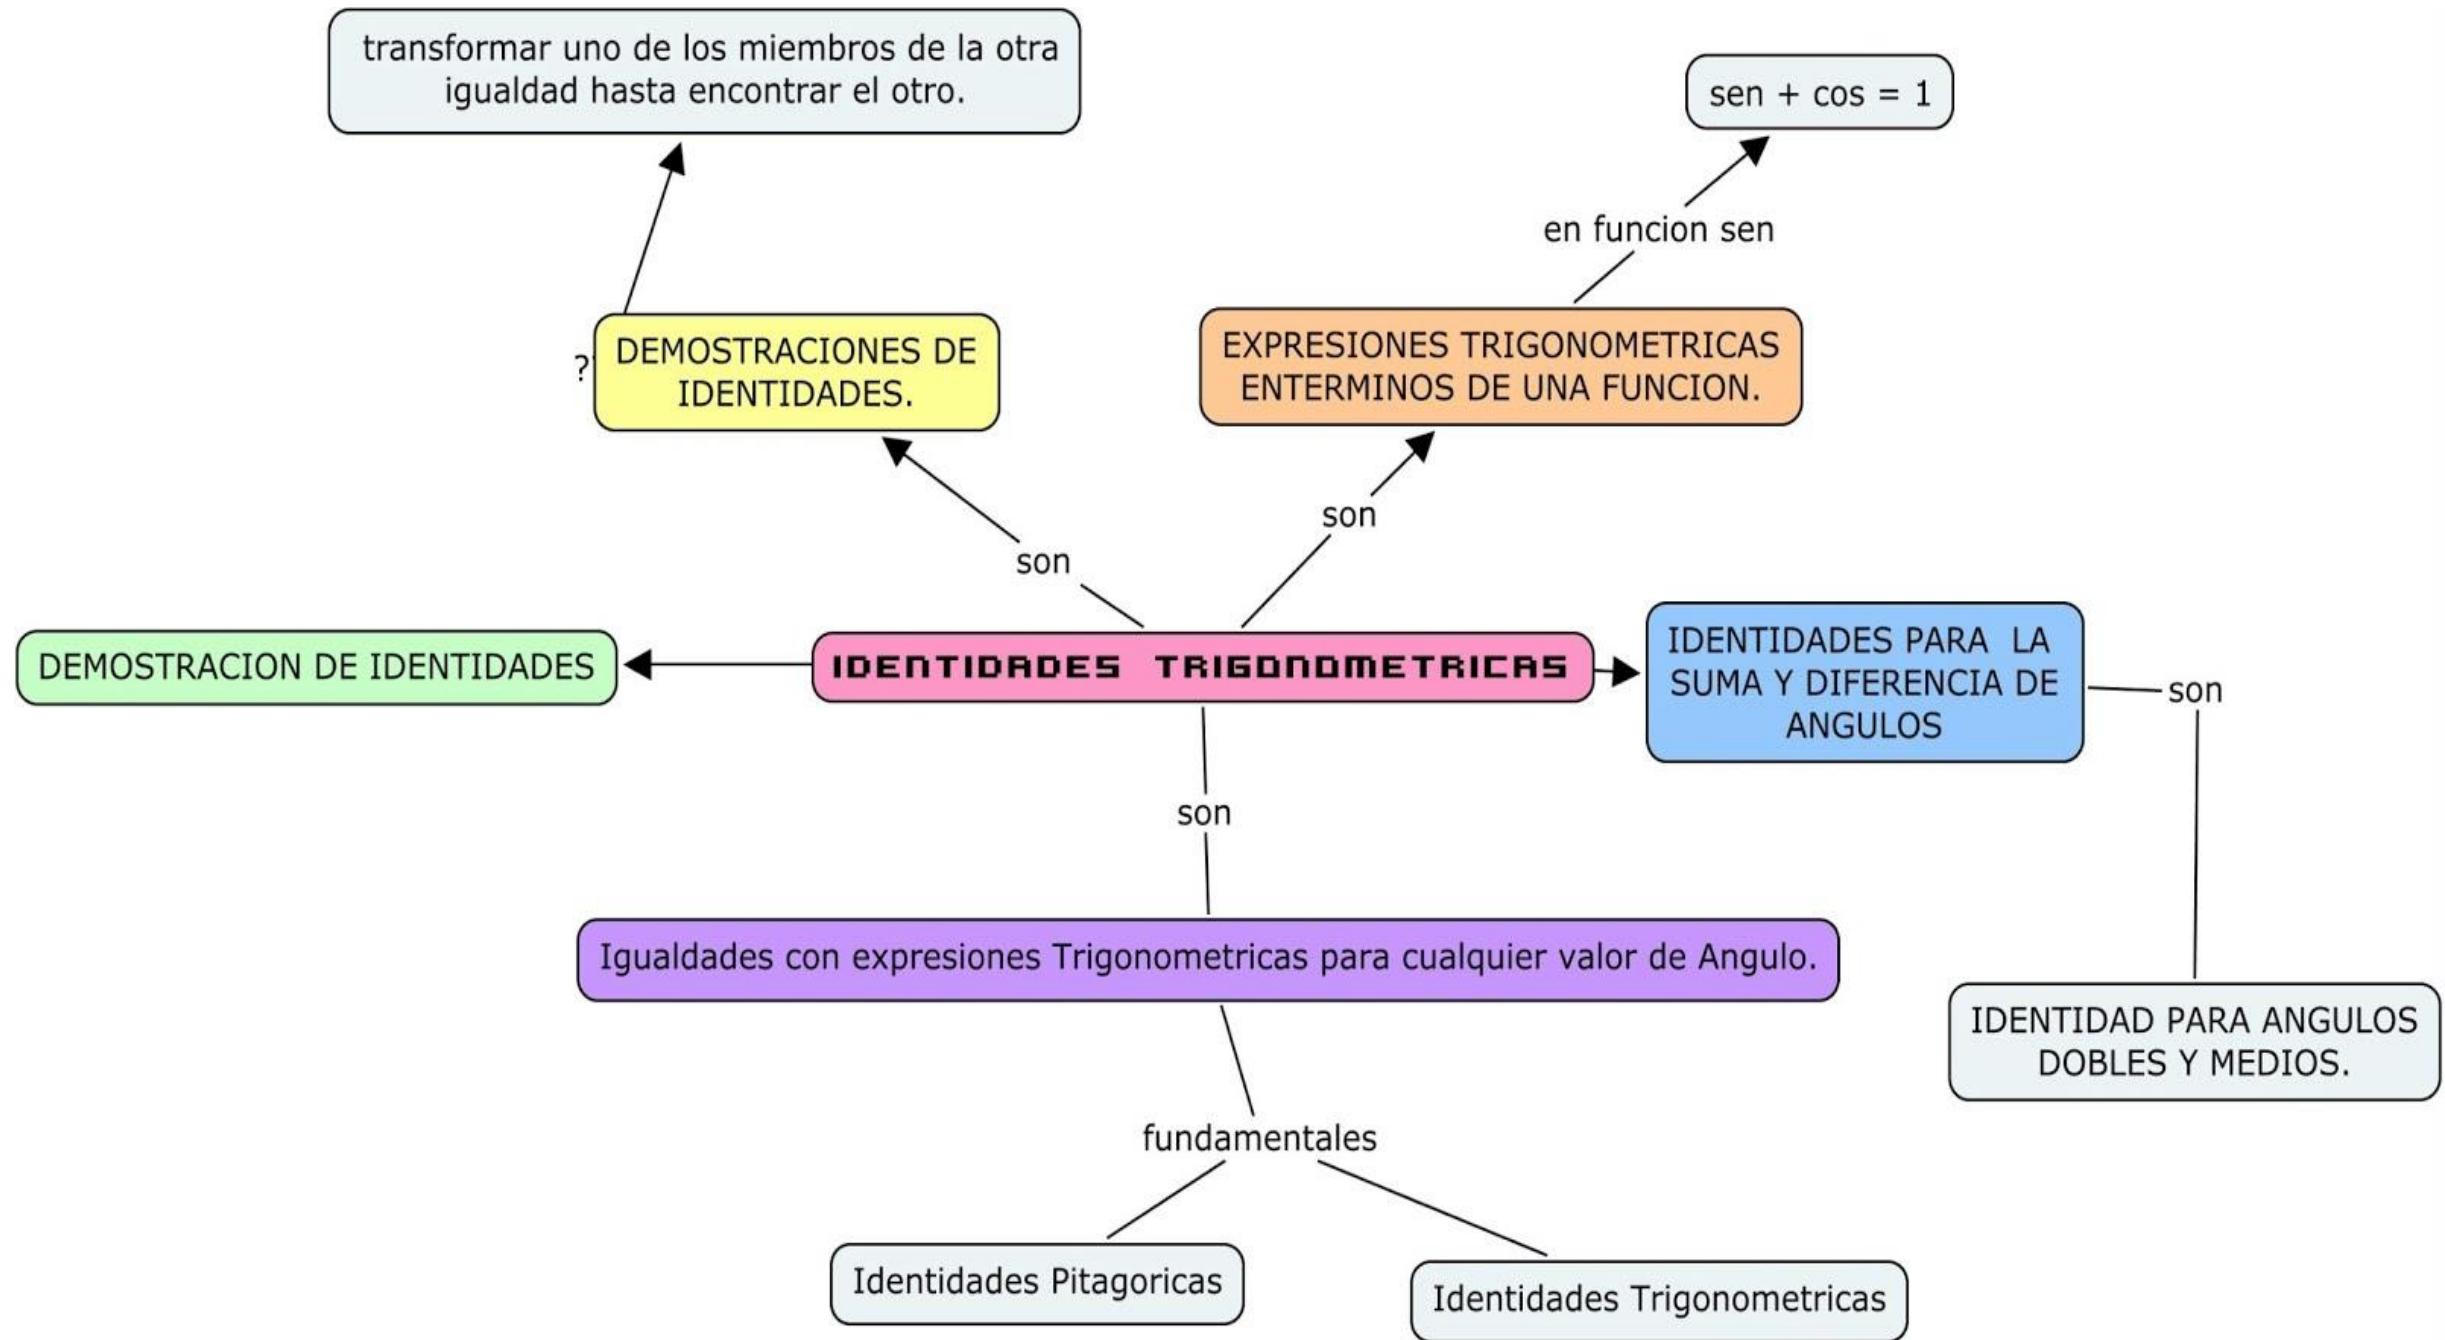 transformar uno de los miembros de la otra
igualdad hasta encontrar el otro.
sen + cos = 1
en funcion sen
?
DEMOSTRACIONES DE
IDENTIDADES.
EXPRESIONES TRIGONOMETRICAS
ENTERMINOS DE UNA FUNCION.
son
son
DEMOSTRACION DE IDENTIDADES
IDENTIDADES TRIGONOMETRICAS
IDENTIDADES PARA LA
SUMA Y DIFERENCIA DE
ANGULOS
son
son
Igualdades con expresiones Trigonometricas para cualquier valor de Angulo.
IDENTIDAD PARA ANGULOS
DOBLES Y MEDIOS.
fundamentales
Identidades Pitagoricas
Identidades Trigonometricas